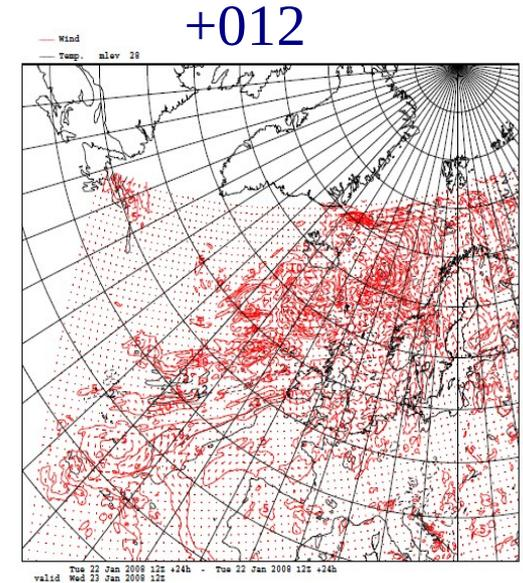 +012
Wind
Temp. mlev 28
Tue 22 Jan 2008 12Z +24h - Tue 22 Jan 2008 12Z +24h
valid Wed 23 Jan 2008 12Z